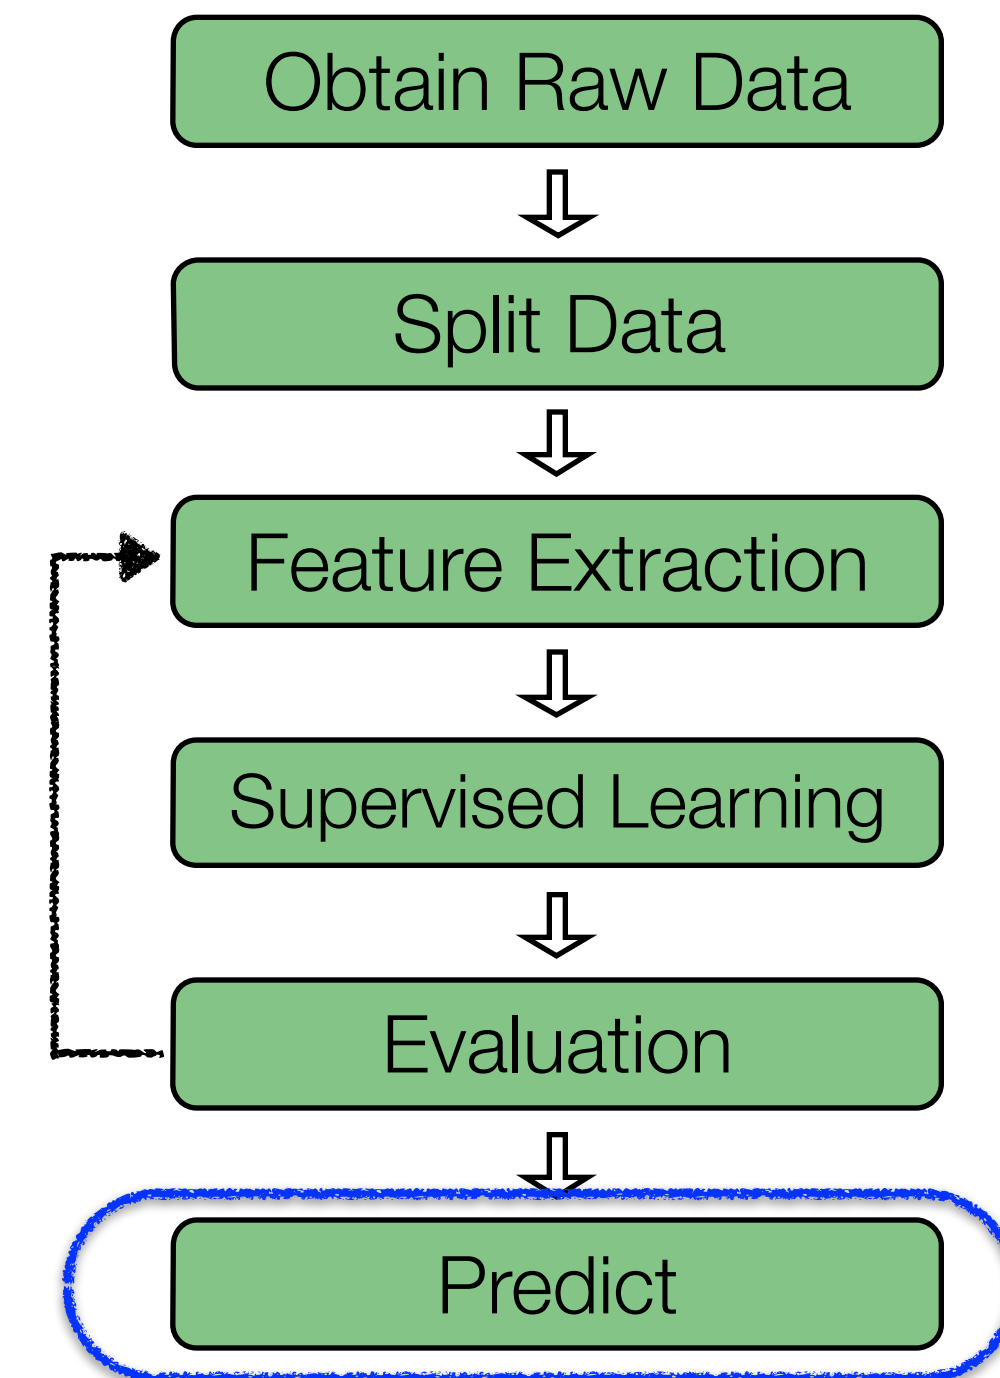 Obtain Raw Data
Split Data
Feature Extraction
Supervised Learning
Evaluation
Predict